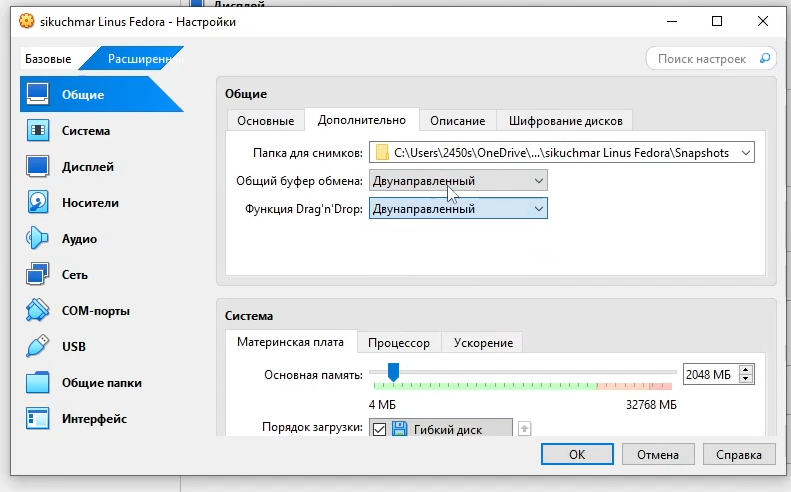 Дисплей
sikuchmar Linus Fedora - Настройки
Базовые Расширенн
Поиск настроек
Общие
Система
Дисплей
Носители
Аудио
Сеть
COM-порты
USB
Общие папки
Интерфейс
Общие
Основные Дополнительно Описание Шифрование дисков
Папка для снимков: C:\Users\2450s\OneDrive\...\sikuchmar Linus Fedora\Snapshots
Общий буфер обмена: Двунаправленный
Функция Drag'n'Drop: Двунаправленный
Система
Материнская плата Процессор Ускорение
Основная память: 2048 МБ
4 МБ 32768 МБ
Порядок загрузки: Гибкий диск
OK Отмена Справка